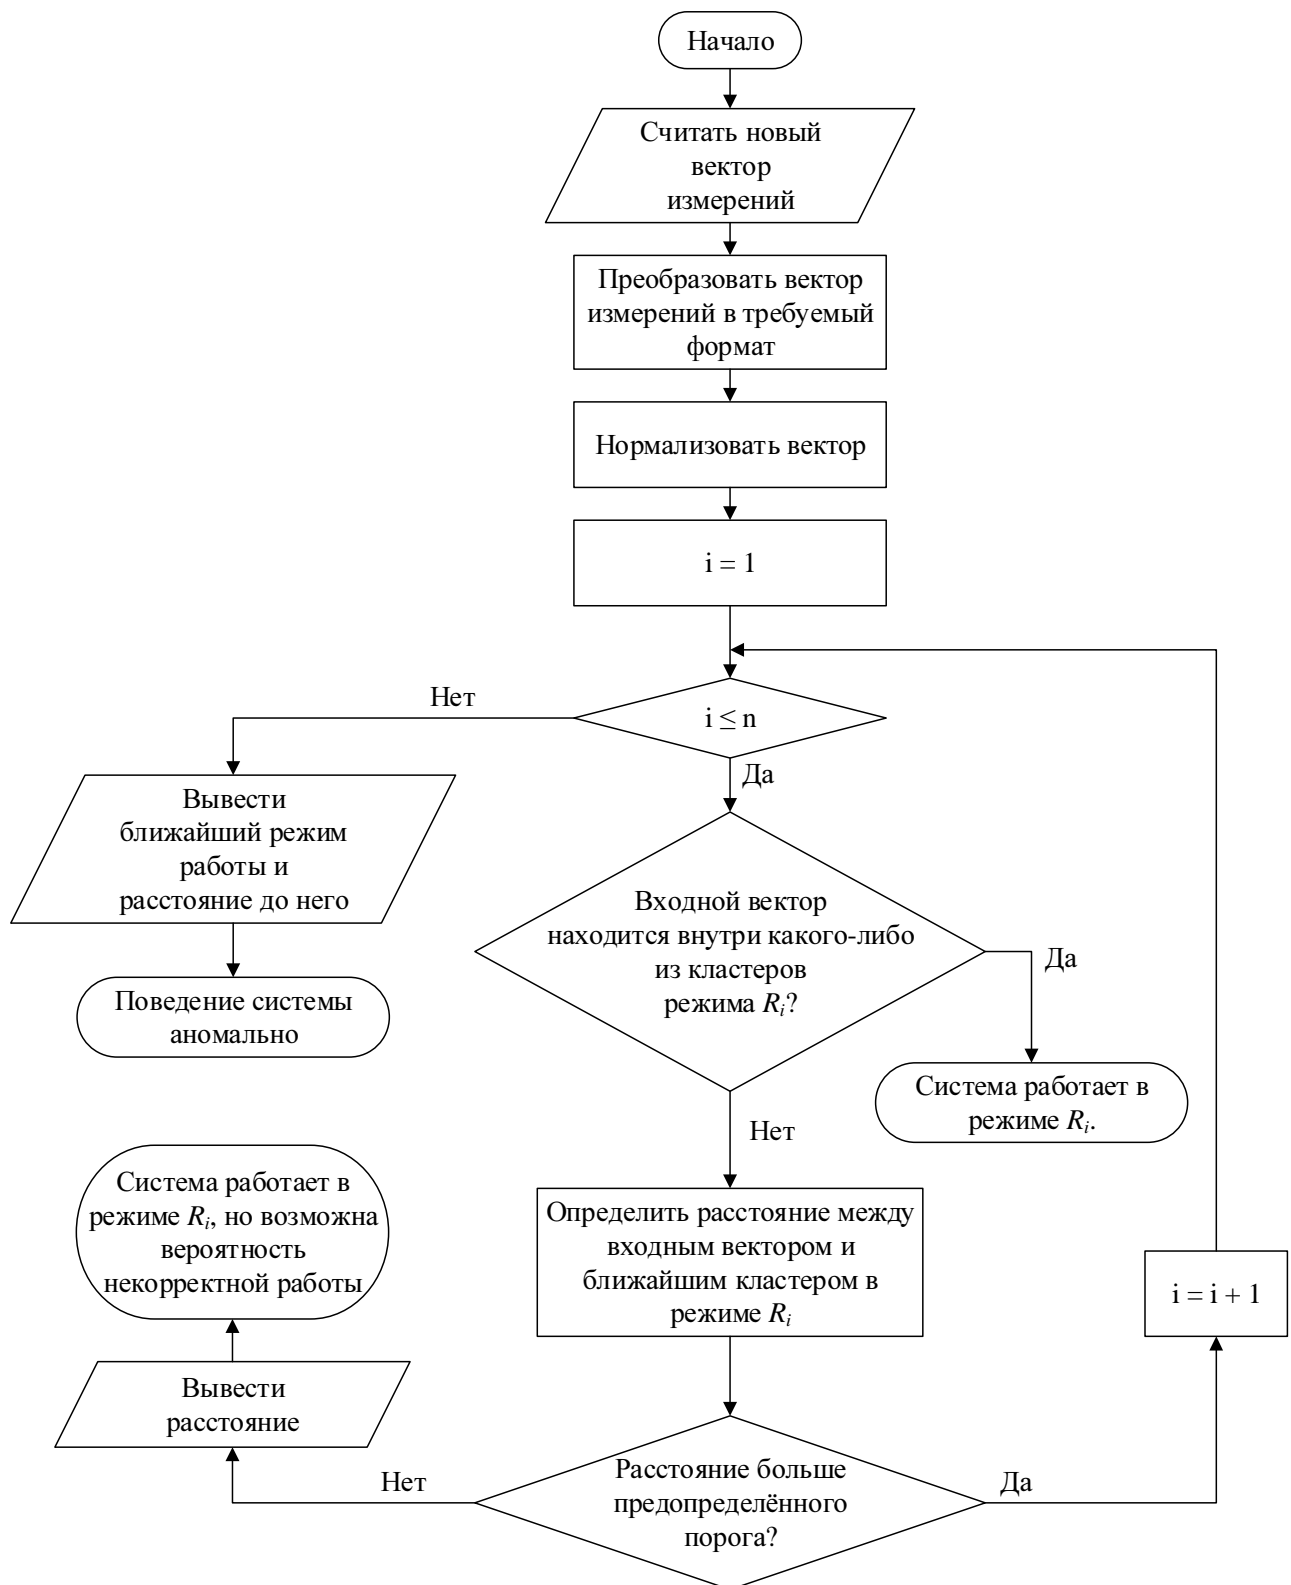 Начало
Считать новый
вектор
измерений
Преобразовать вектор
измерений в требуемый
формат
Нормализовать вектор
i = 1
Нет
i ≤ n
Да
Вывести
ближайший режим
работы и
расстояние до него
Поведение системы
аномально
Входной вектор
находится внутри какого-либо
из кластеров
режима Rᵢ?
Да
Система работает в
режиме Rᵢ.
Нет
Система работает в
режиме Rᵢ, но возможна
вероятность
некорректной работы
Определить расстояние между
входным вектором и
ближайшим кластером в
режиме Rᵢ
i = i + 1
Вывести
расстояние
Нет
Расстояние больше
предопределённого
порога?
Да